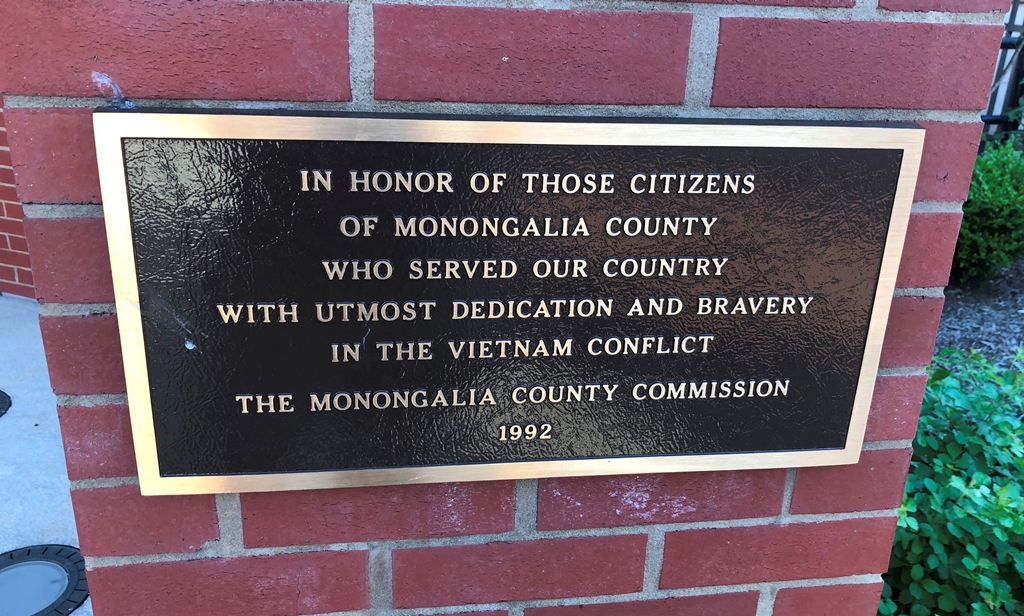 IN HONOR OF THOSE CITIZENS
OF MONONGALIA COUNTY
WHO SERVED OUR COUNTRY
WITH UTMOST DEDICATION AND BRAVERY
IN THE VIETNAM CONFLICT
THE MONONGALIA COUNTY COMMISSION
1992